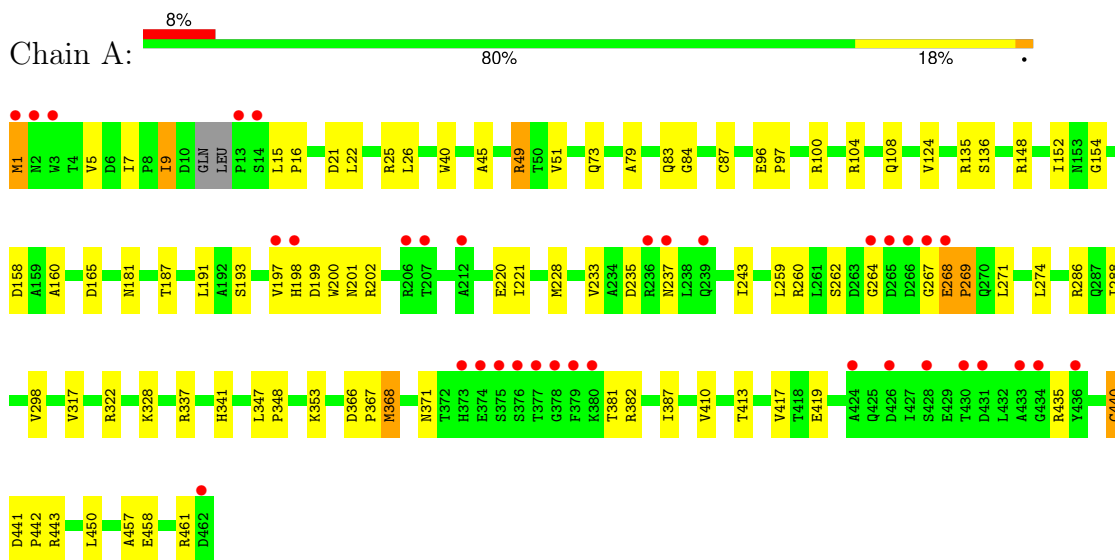 8%
Chain A:
80% 18% •
M1 N2 W3 T4 V5 D6 I7 P8 I9 D10 GLN LEU P13 S14 L15 P16 D21 L22 R25 L26 W40 A45 R49 T50 V51 Q73 A79 Q83 G84 C87 E96 P97 R100 R104 Q108 V124 R135 S136 R148 I152 N153 G154
D158 A159 A160 D165 N181 T187 L191 A192 S193 V197 H198 D199 W200 N201 R202 R206 T207 A212 E220 I221 M228 V233 A234 D235 R236 N237 L238 Q239 I243 L259 R260 L261 S262 D263 G264 D265 D266 G267 E268 P269 Q270 L271 L274 R286 Q287
V298 V317 R322 K328 R337 H341 L347 P348 K353 D366 P367 M368 N371 T372 H373 E374 S375 S376 T377 G378 F379 K380 T381 R382 I387 V410 T413 V417 T418 E419 A424 Q425 D426 T427 S428 E429 T430 D431 L432 A433 G434 R435 Y436
D441 P442 R443 L450 A457 E458 R461 D462